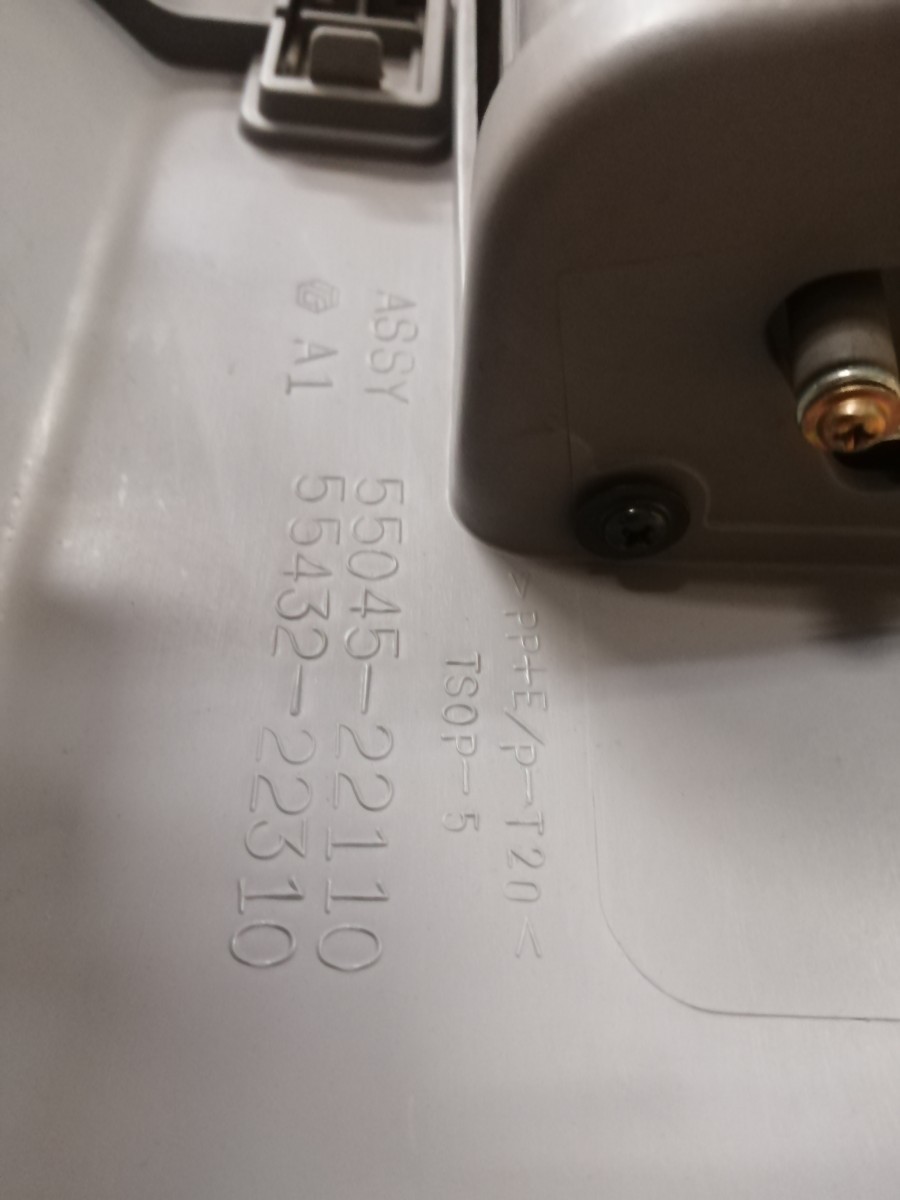 >PP+E/P-T20<
TSOP-5
ASSY 55045-22110
A1 55432-22310